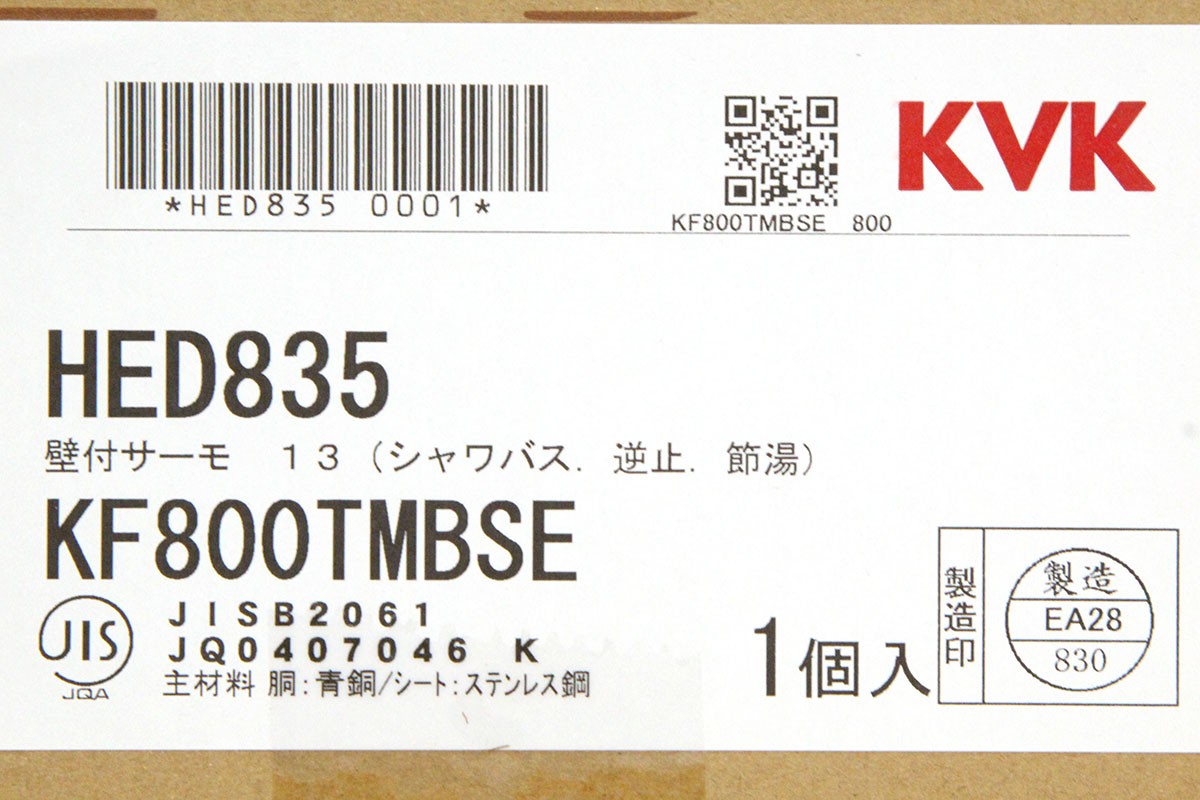 *HED835 0001*
KF800TMBSE 800
KVK
HED835
壁付サーモ 13(シャワバス. 逆止. 節湯)
KF800TMBSE
JIS
JQA
JISB2061
JQ0407046 K
主材料 胴:青銅/シート:ステンレス鋼
1個入
製造印
製造
EA28
830